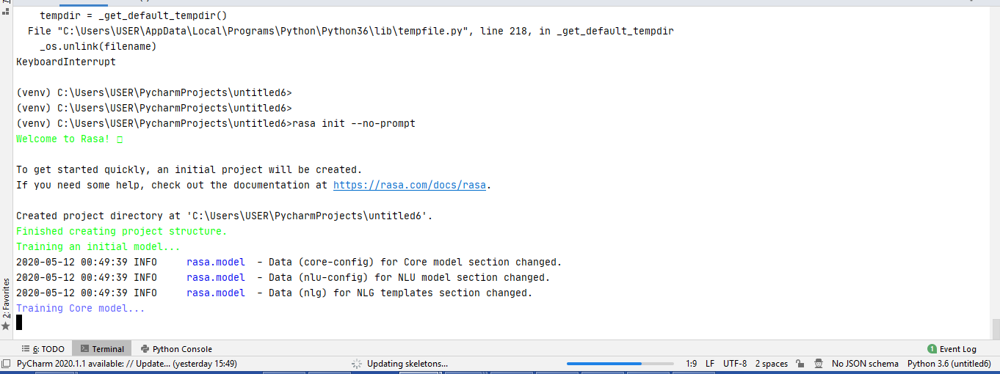 tempdir = _get_default_tempdir()
File "C:\Users\USER\AppData\Local\Programs\Python\Python36\lib\tempfile.py", line 218, in _get_default_tempdir
_os.unlink(filename)
KeyboardInterrupt
(venv) C:\Users\USER\PycharmProjects\untitled6>
(venv) C:\Users\USER\PycharmProjects\untitled6>
(venv) C:\Users\USER\PycharmProjects\untitled6>rasa init --no-prompt
Welcome to Rasa! □
To get started quickly, an initial project will be created.
If you need some help, check out the documentation at https://rasa.com/docs/rasa.
Created project directory at 'C:\Users\USER\PycharmProjects\untitled6'.
Finished creating project structure.
Training an initial model...
2020-05-12 00:49:39 INFO     rasa.model  - Data (core-config) for Core model section changed.
2020-05-12 00:49:39 INFO     rasa.model  - Data (nlu-config) for NLU model section changed.
2020-05-12 00:49:39 INFO     rasa.model  - Data (nlg) for NLG templates section changed.
Training Core model...
2: Favorites
6: TODO Terminal Python Console 1 Event Log
PyCharm 2020.1.1 available: // Update... (yesterday 15:49) Updating skeletons... 1:9 LF UTF-8 2 spaces No JSON schema Python 3.6 (untitled6)